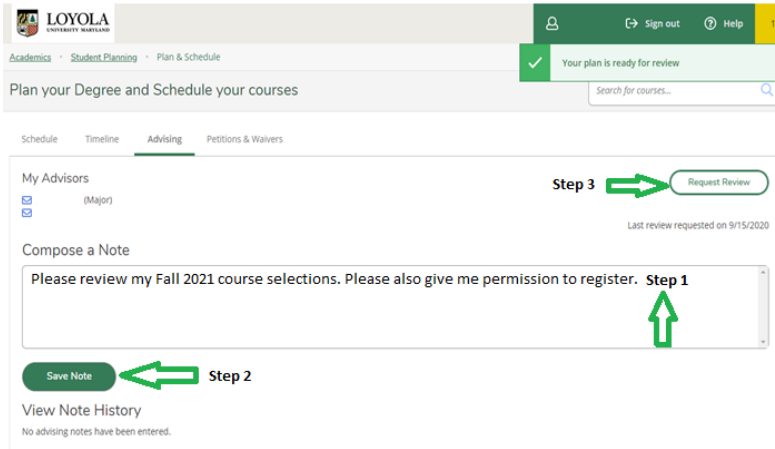 LOYOLA
UNIVERSITY MARYLAND
Sign out
Help
1
Academics · Student Planning · Plan & Schedule
Your plan is ready for review
Plan your Degree and Schedule your courses
Search for courses...
Schedule Timeline Advising Petitions & Waivers
My Advisors
(Major)
Step 3
Request Review
Last review requested on 9/15/2020
Compose a Note
Please review my Fall 2021 course selections. Please also give me permission to register. Step 1
Save Note
Step 2
View Note History
No advising notes have been entered.